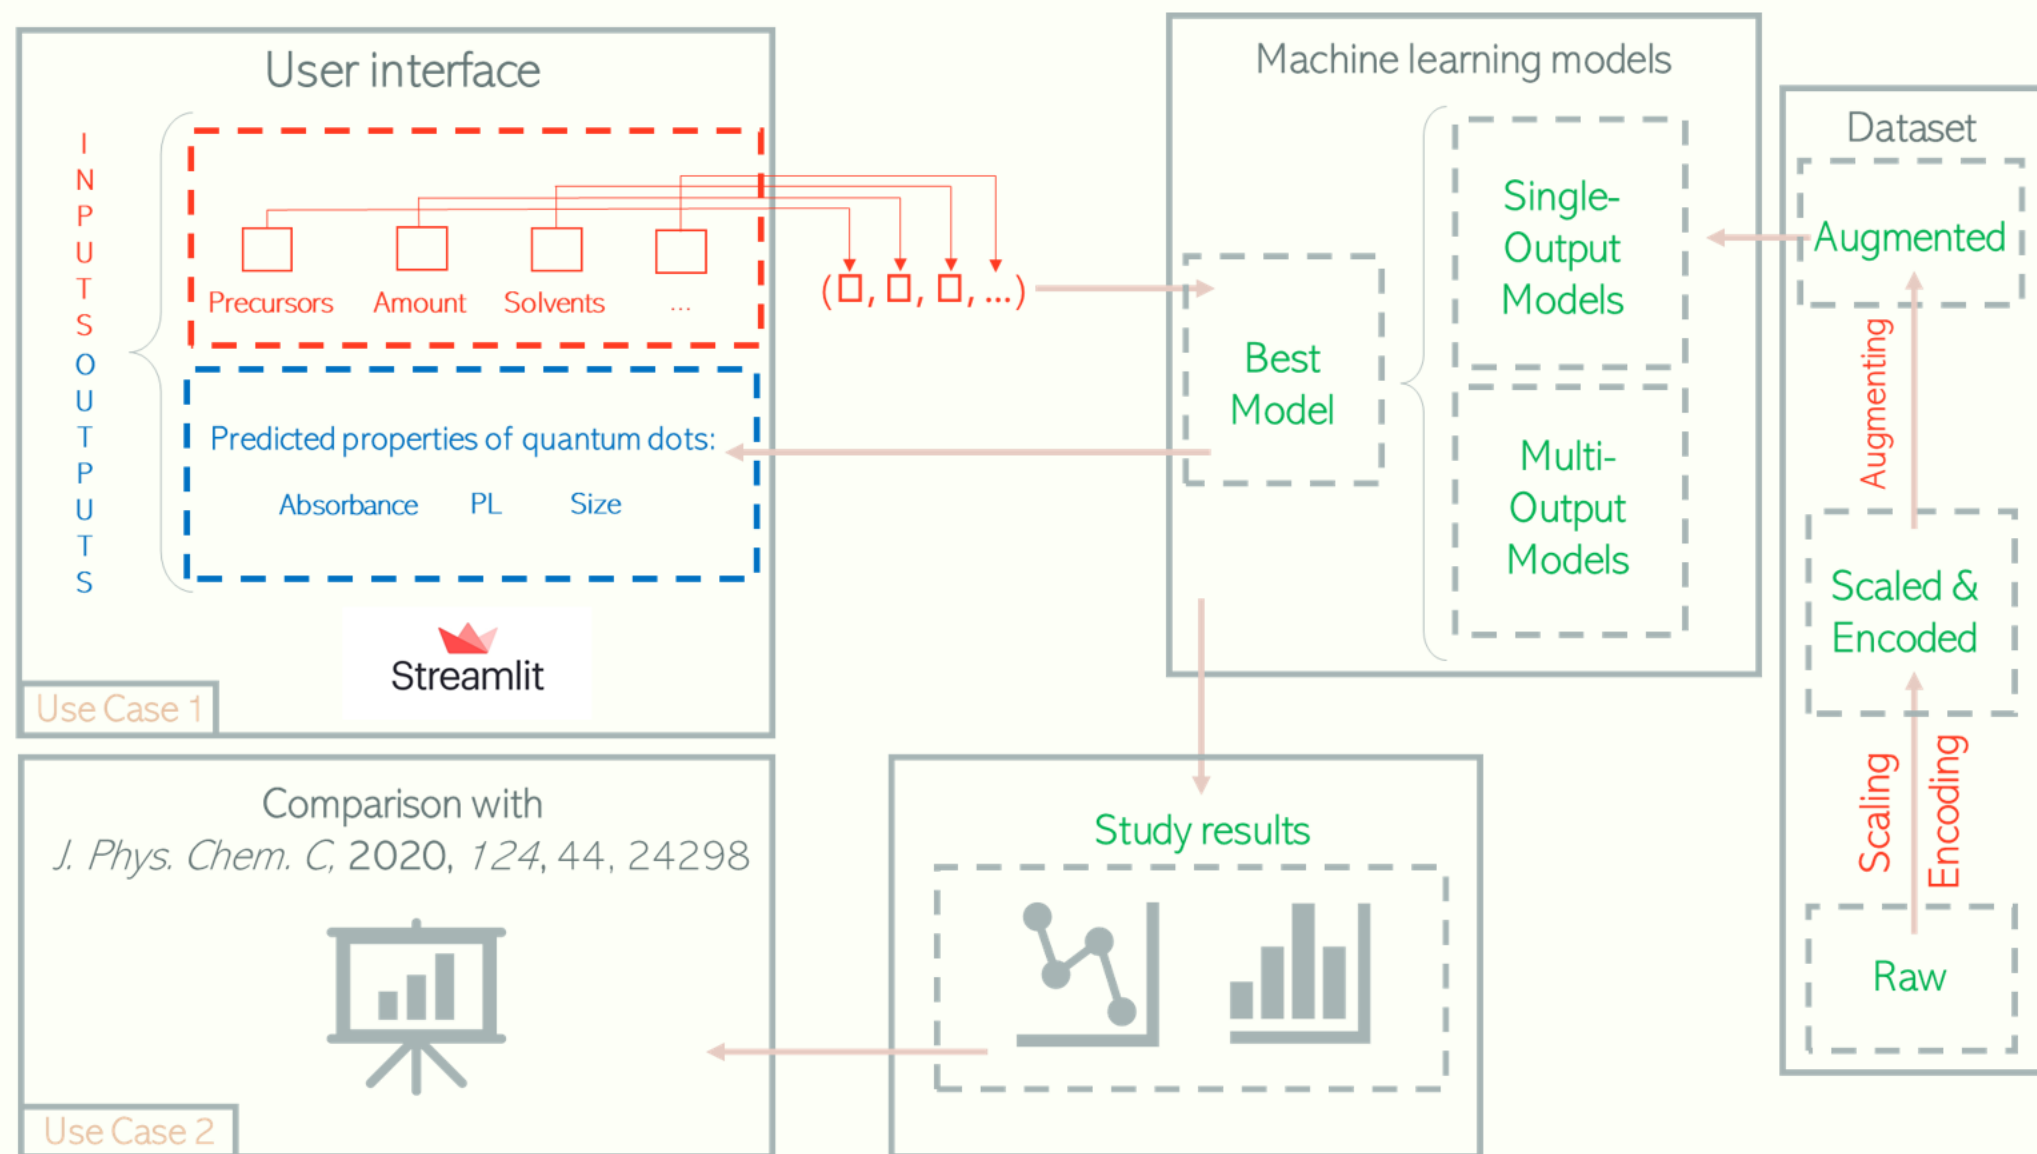 User interface
INPUTS
OUTPUTS
Precursors
Amount
Solvents
...
(□, □, □, ...)
Predicted properties of quantum dots:
Absorbance
PL
Size
Streamlit
Use Case 1
Machine learning models
Best
Model
Single-
Output
Models
Multi-
Output
Models
Dataset
Augmented
Augmenting
Scaled &
Encoded
Scaling
Encoding
Raw
Comparison with
J. Phys. Chem. C, 2020, 124, 44, 24298
Use Case 2
Study results